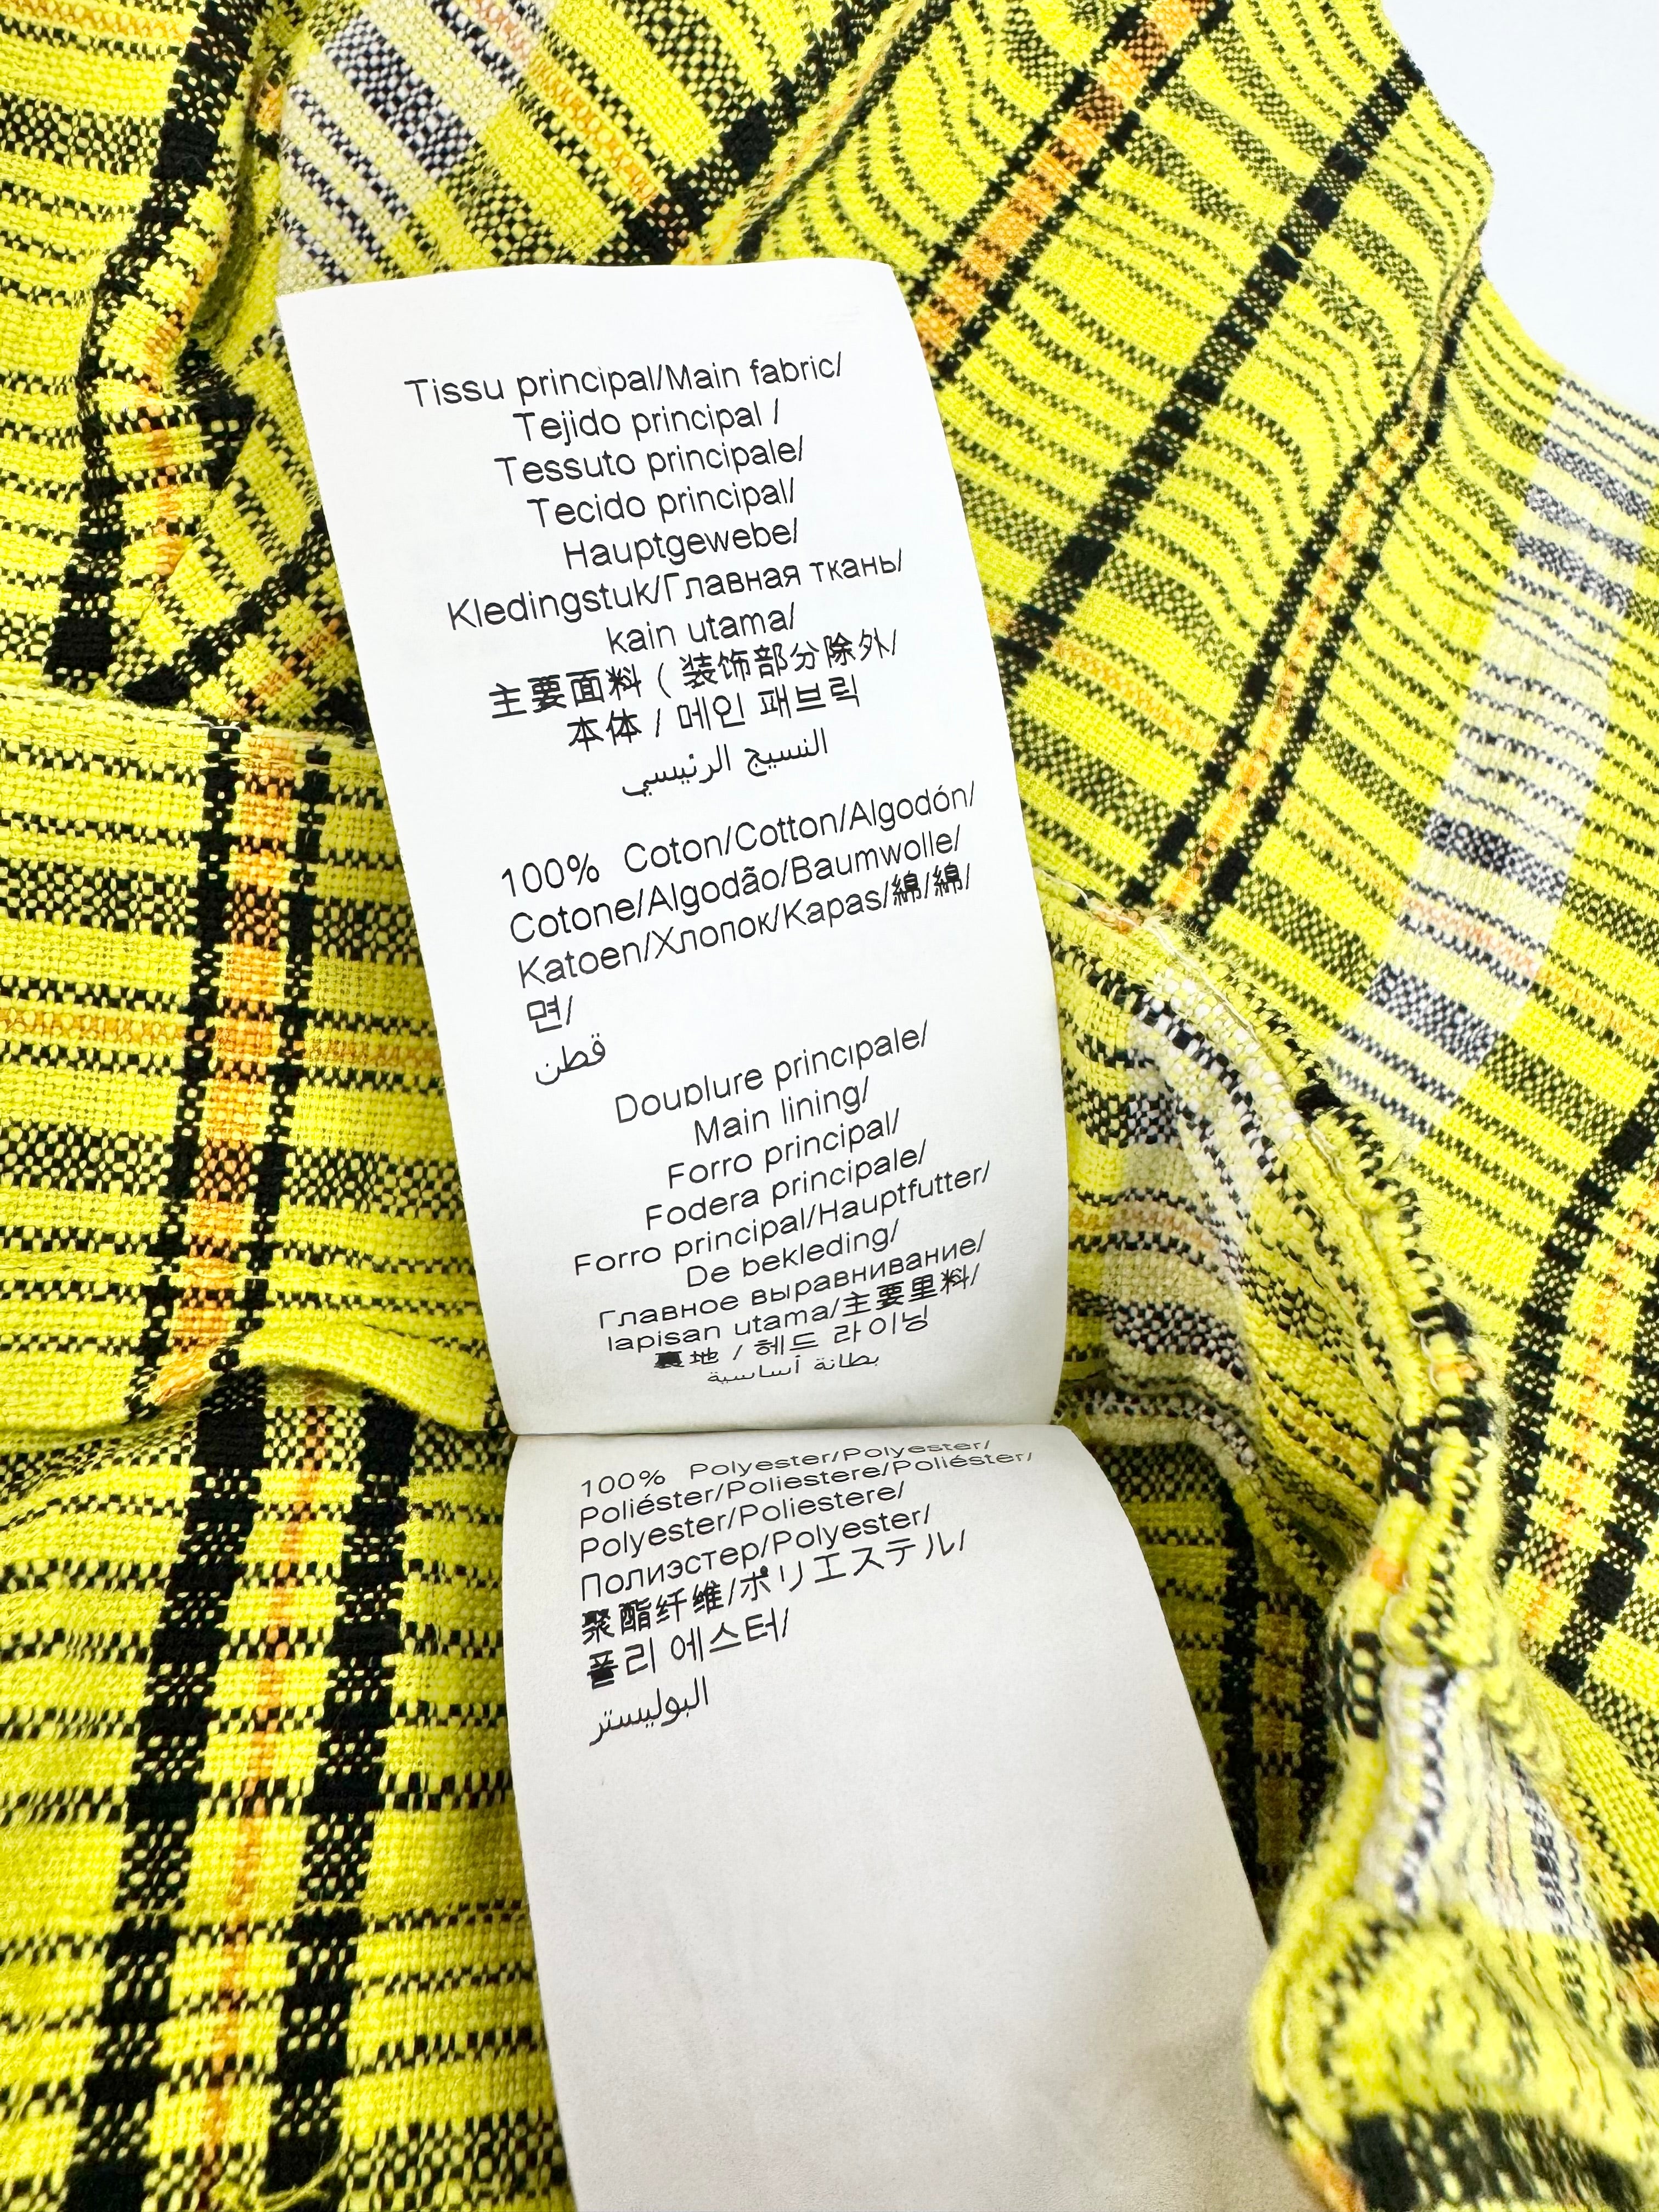 Tissu principal/Main fabric/
Tejido principal /
Tessuto principale/
Tecido principal/
Hauptgewebe/
Kledingstuk/Главная ткань/
kain utama/
主要面料 ( 装饰部分除外/
本体 / 메인 패브릭
النسيج الرئيسي
100% Coton/Cotton/Algodón/
Cotone/Algodão/Baumwolle/
Katoen/Хлопок/Kapas/綿/綿/
면/
قطن
Doublure principale/
Main lining/
Forro principal/
Fodera principale/
Forro principal/Hauptfutter/
De bekleding/
Главное выравнивание/
lapisan utama/主要里料/
裏地 / 헤드 라이닝
بطانة أساسية
100% Polyester/Polyester/
Poliéster/Poliestere/Poliéster/
Polyester/Poliestere/
Полиэстер/Polyester/
聚酯纤维/ポリエステル/
폴리 에스터/
البوليستر